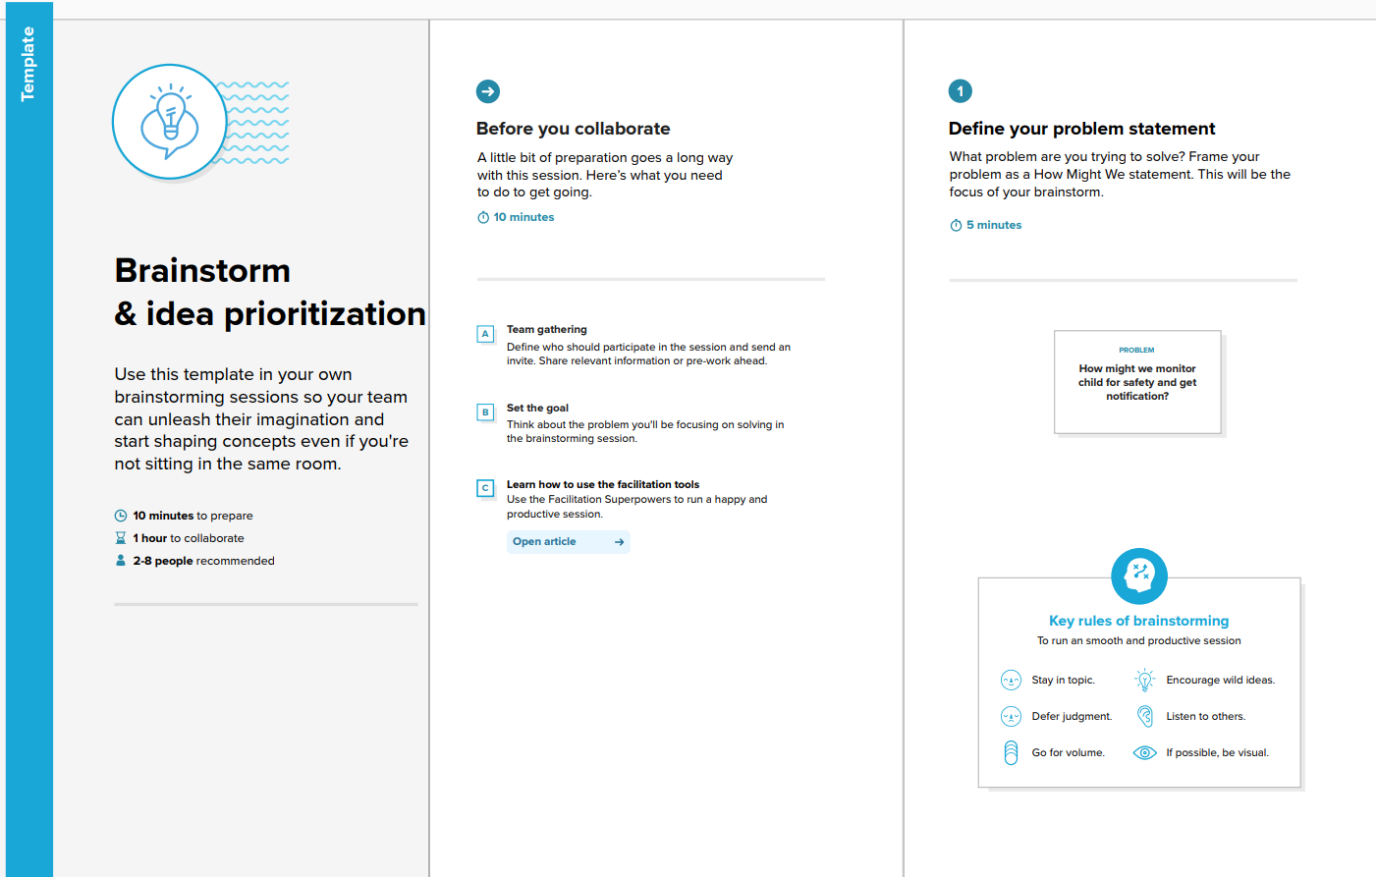 Template
Brainstorm
& idea prioritization
Use this template in your own
brainstorming sessions so your team
can unleash their imagination and
start shaping concepts even if you're
not sitting in the same room.
10 minutes to prepare
1 hour to collaborate
2-8 people recommended
Before you collaborate
A little bit of preparation goes a long way
with this session. Here's what you need
to do to get going.
10 minutes
A
Team gathering
Define who should participate in the session and send an
invite. Share relevant information or pre-work ahead.
B
Set the goal
Think about the problem you'll be focusing on solving in
the brainstorming session.
C
Learn how to use the facilitation tools
Use the Facilitation Superpowers to run a happy and
productive session.
Open article
1
Define your problem statement
What problem are you trying to solve? Frame your
problem as a How Might We statement. This will be the
focus of your brainstorm.
5 minutes
PROBLEM
How might we monitor
child for safety and get
notification?
Key rules of brainstorming
To run an smooth and productive session
Stay in topic.
Encourage wild ideas.
Defer judgment.
Listen to others.
Go for volume.
If possible, be visual.